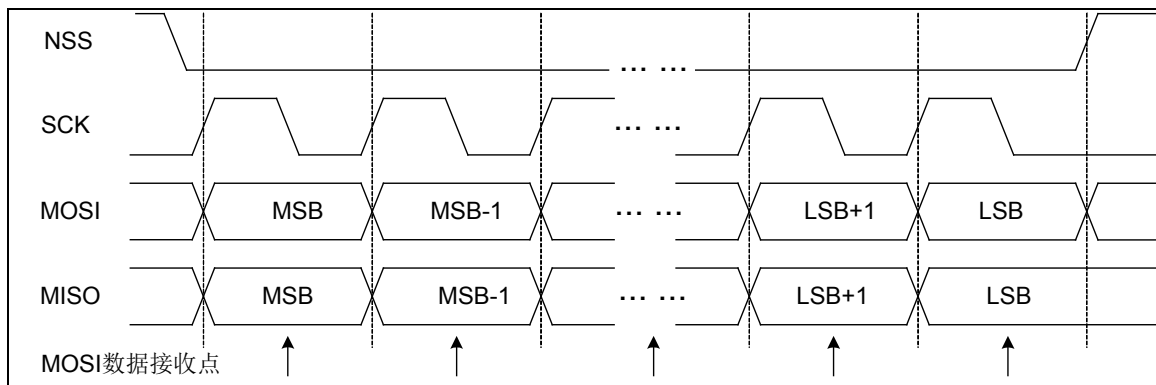 NSS
... ...
SCK
... ...
MOSI MSB MSB-1 ... ... LSB+1 LSB
MISO MSB MSB-1 ... ... LSB+1 LSB
MOSI数据接收点